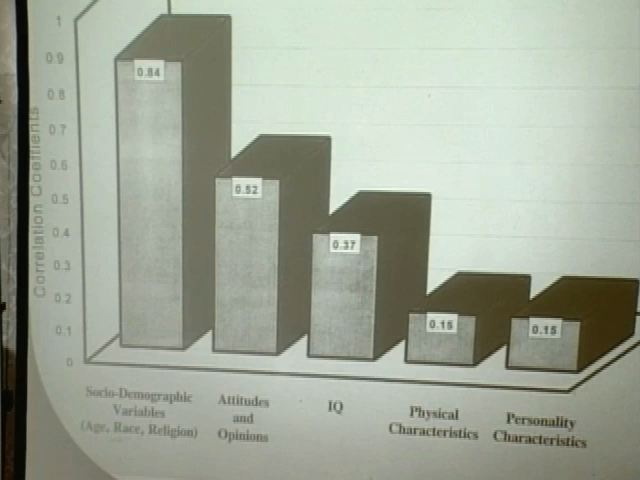 1
0.9
0.8
0.7
0.6
0.5
0.4
0.3
0.2
0.1
0
Correlation Coeffients
0.84
0.52
0.37
0.15
0.15
Socio-Demographic
Variables
(Age, Race, Religion)
Attitudes
and
Opinions
IQ
Physical
Characteristics
Personality
Characteristics